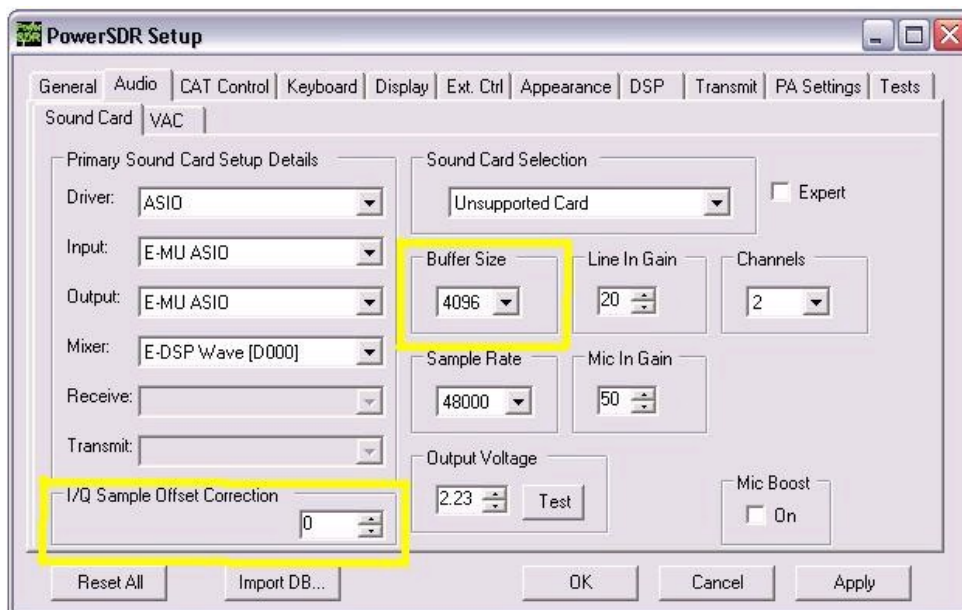 PowerSDR Setup
General Audio CAT Control Keyboard Display Ext. Ctrl Appearance DSP Transmit PA Settings Tests
Sound Card VAC
Primary Sound Card Setup Details
Driver: ASIO
Input: E-MU ASIO
Output: E-MU ASIO
Mixer: E-DSP Wave [D000]
Receive:
Transmit:
I/Q Sample Offset Correction
0
Sound Card Selection
Unsupported Card
Expert
Buffer Size
4096
Line In Gain
20
Channels
2
Sample Rate
48000
Mic In Gain
50
Output Voltage
2.23 Test
Mic Boost
On
Reset All Import DB... OK Cancel Apply